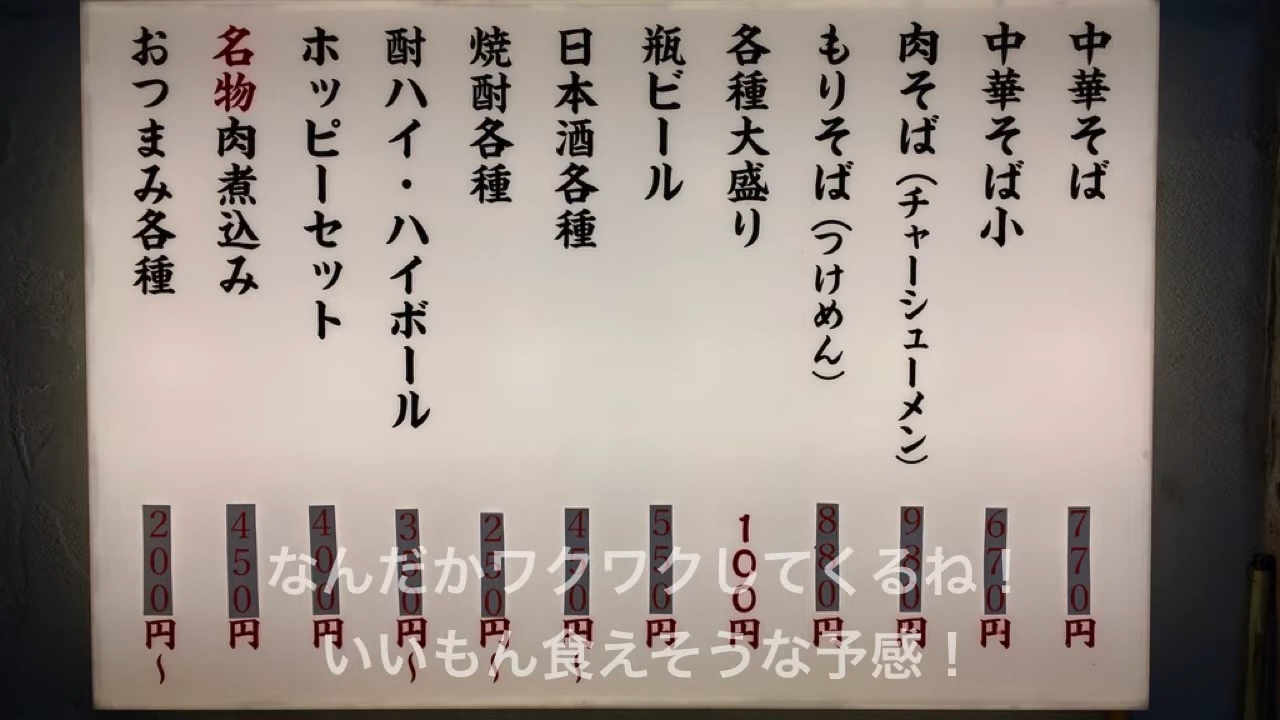 中華そば 770円
中華そば小 670円
肉そば(チャーシューメン) 980円
もりそば(つけめん) 880円
各種大盛り 100円
瓶ビール 550円
日本酒各種 450円~
焼酎各種 250円~
酎ハイ・ハイボール 350円~
ホッピーセット 400円
名物肉煮込み 450円
おつまみ各種 200円~
なんだかワクワクしてくるね!
いいもん食えそうな予感!